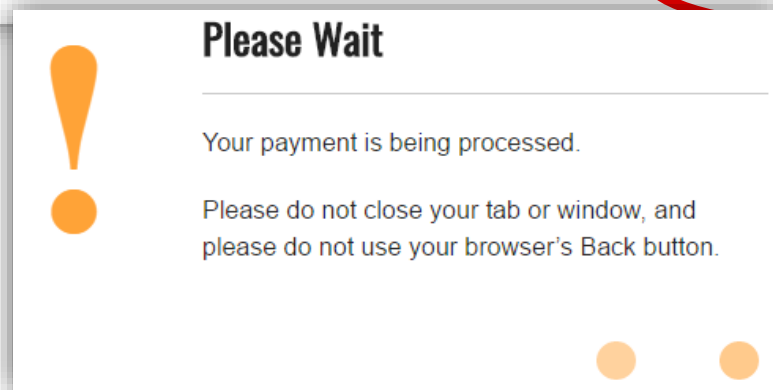 Please Wait
Your payment is being processed.
Please do not close your tab or window, and
please do not use your browser’s Back button.